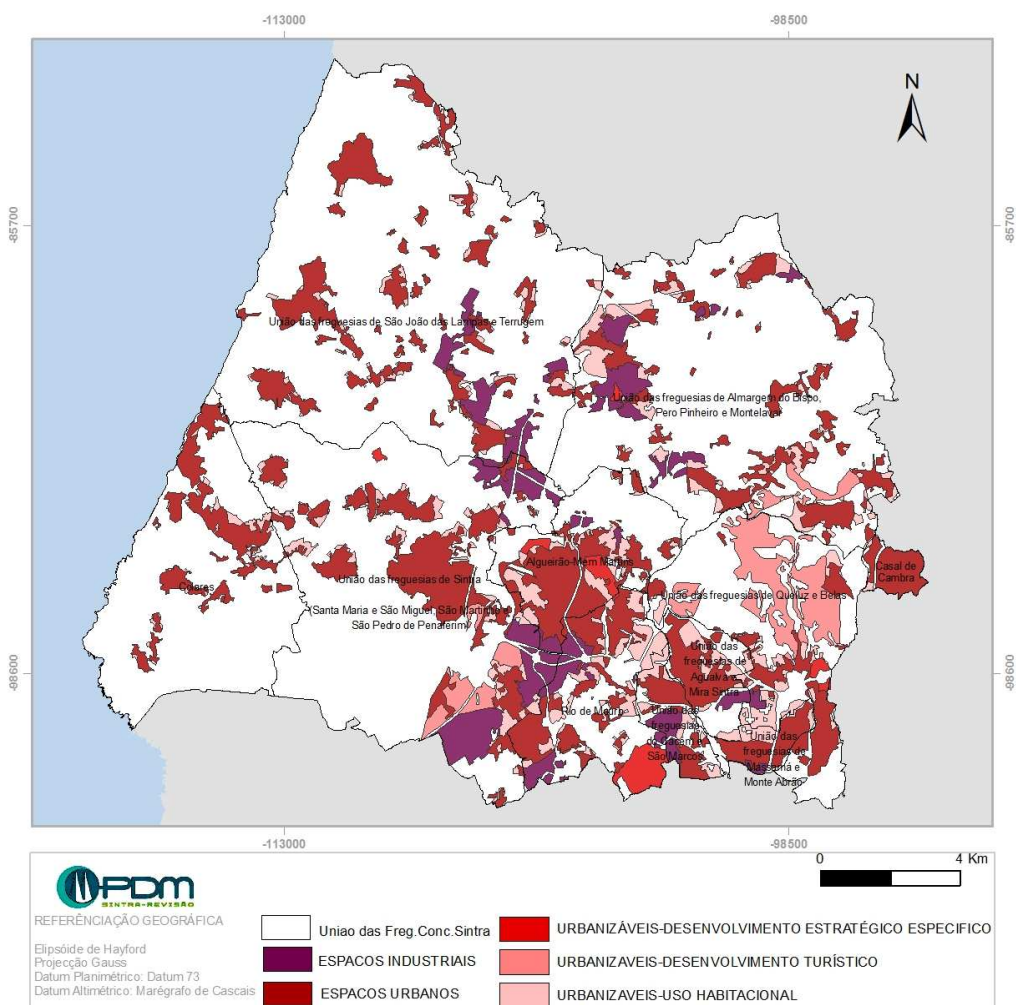 -113000
-98500
N
-85700
-85700
União das freguesias de São João das Lampas e Terrugem
União das freguesias de Almargem do Bispo,
Pero Pinheiro e Montelavar
Algueirão-Mem Martins
Casal de
Cambra
União das freguesias de Sintra
Colares
União das freguesias de Queluz e Belas
(Santa Maria e São Miguel, São Martinho e
São Pedro de Penaferrim)
União das
freguesias de
Agualva e
Mira Sintra
-98600
-98600
Rio de Mouro
União das
freguesias
do Cacém e
São Marcos
União das
freguesias de
Massamá e
Monte Abraão
-113000
-98500
0 4 Km
PDM
SINTRA-REVISÃO
REFERÊNCIAÇÃO GEOGRÁFICA
Elipsóide de Hayford
Projecção Gauss
Datum Planimétrico: Datum 73
Datum Altimétrico: Marégrafo de Cascais
Uniao das Freg.Conc.Sintra
ESPACOS INDUSTRIAIS
ESPACOS URBANOS
URBANIZÁVEIS-DESENVOLVIMENTO ESTRATÉGICO ESPECIFICO
URBANIZAVEIS-DESENVOLVIMENTO TURÍSTICO
URBANIZAVEIS-USO HABITACIONAL